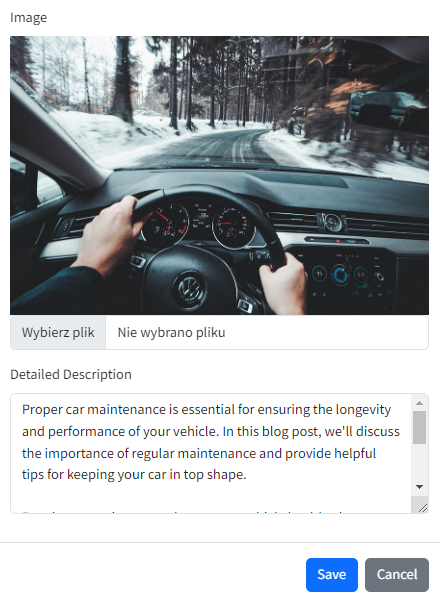 Image
Wybierz plik
Nie wybrano pliku
Detailed Description
Proper car maintenance is essential for ensuring the longevity
and performance of your vehicle. In this blog post, we'll discuss
the importance of regular maintenance and provide helpful
tips for keeping your car in top shape.
Save
Cancel